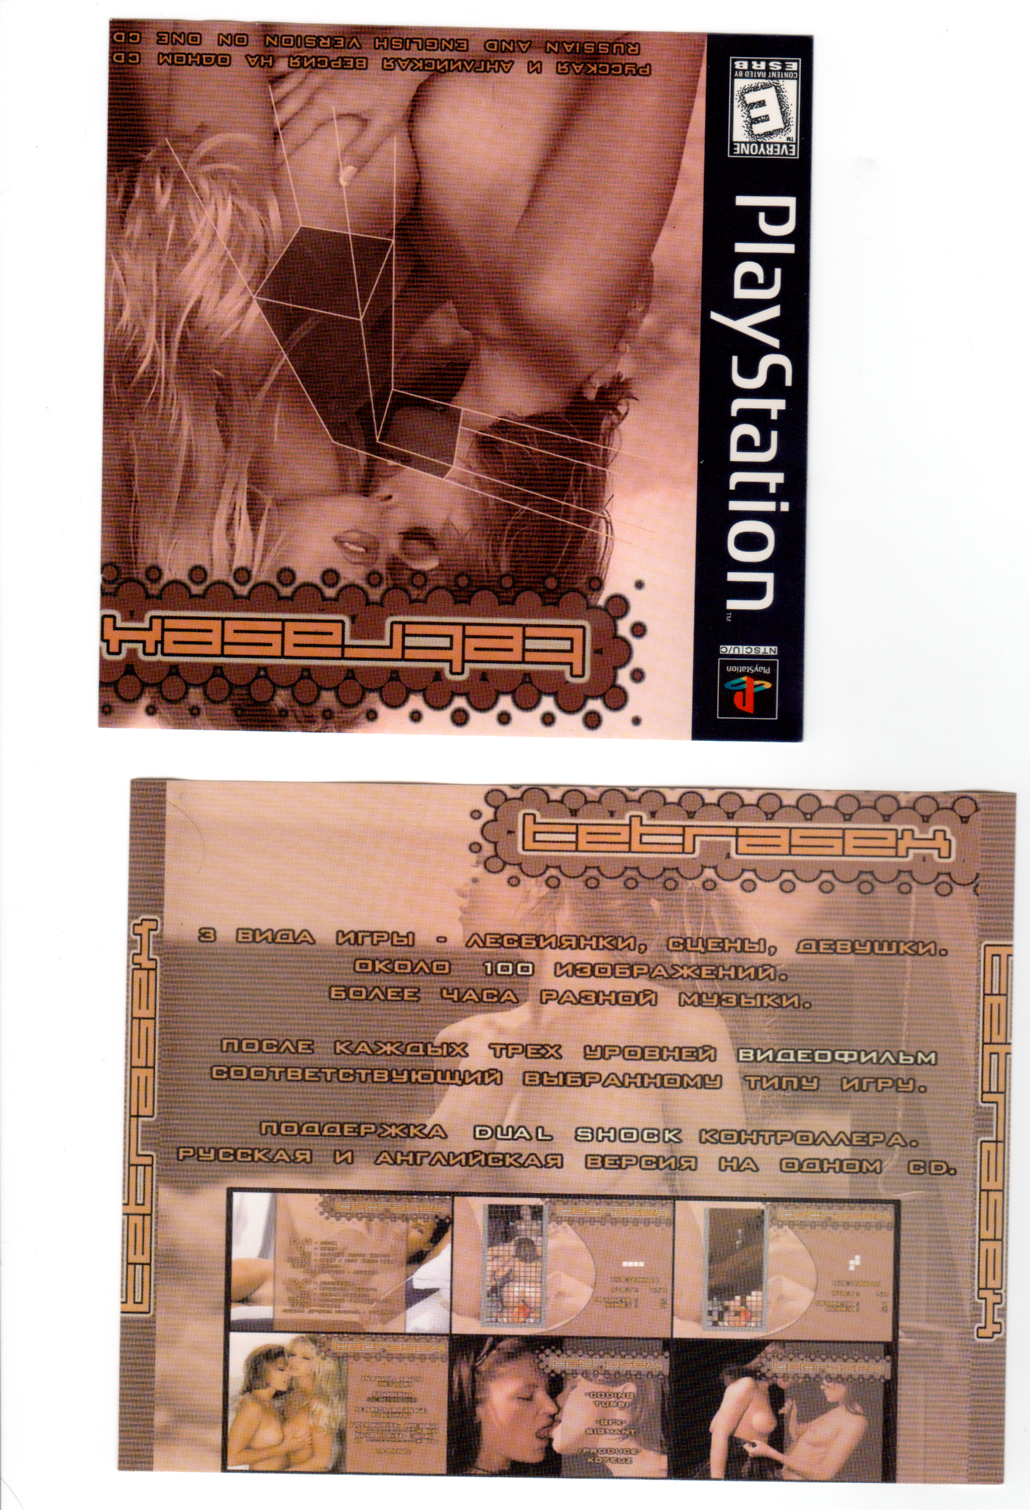 РУССКАЯ И АНГЛИЙСКАЯ ВЕРСИЯ НА ОДНОМ CD
RUSSIAN AND ENGLISH VERSION ON ONE CD
tetrasex
EVERYONE
E
CONTENT RATED BY
ESRB
PlayStation
NTSC U/C
PlayStation
tetrasex
3 ВИДА ИГРЫ - ЛЕСБИЯНКИ, СЦЕНЫ, ДЕВУШКИ.
ОКОЛО 100 ИЗОБРАЖЕНИЙ.
БОЛЕЕ ЧАСА РАЗНОЙ МУЗЫКИ.
ПОСЛЕ КАЖДЫХ ТРЕХ УРОВНЕЙ ВИДЕОФИЛЬМ
СООТВЕТСТВУЮЩИЙ ВЫБРАННОМУ ТИПУ ИГРУ.
ПОДДЕРЖКА DUAL SHOCK КОНТРОЛЛЕРА.
РУССКАЯ И АНГЛИЙСКАЯ ВЕРСИЯ НА ОДНОМ CD.
tetrasex
tetrasex
-CODING-
-GFX-
SIGMANT
-PRODUCE-